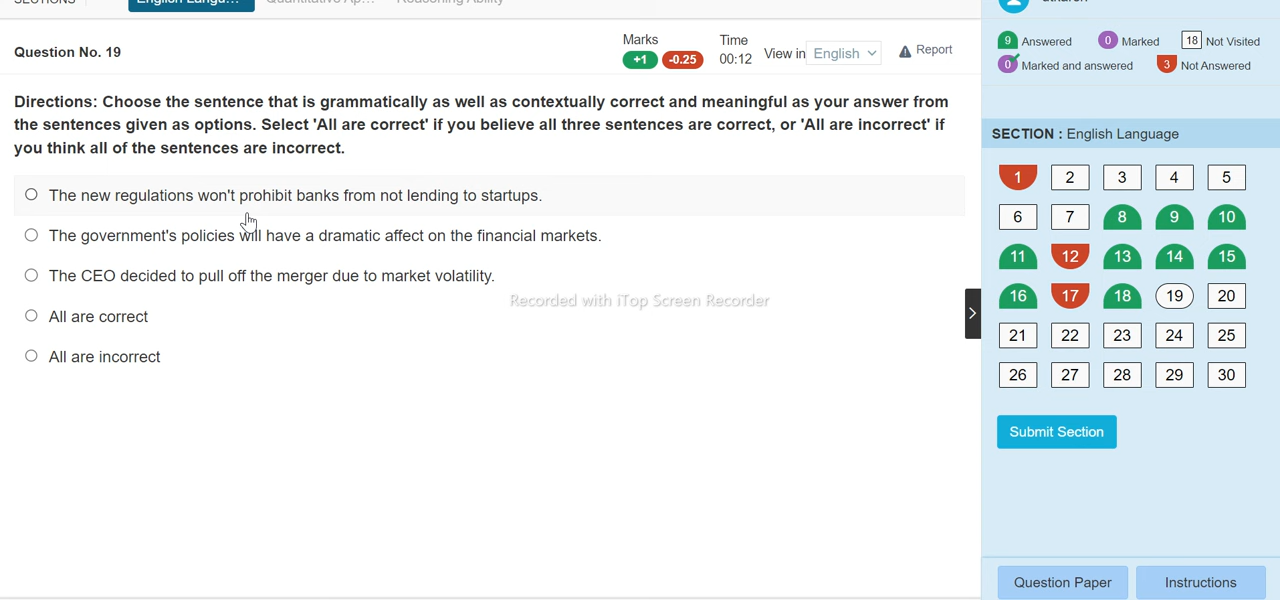 SECTIONS
English Langu...
Quantitative Ap...
Reasoning Ability
Question No. 19
Marks
+1 -0.25
Time
00:12
View in English
Report
Directions: Choose the sentence that is grammatically as well as contextually correct and meaningful as your answer from
the sentences given as options. Select 'All are correct' if you believe all three sentences are correct, or 'All are incorrect' if
you think all of the sentences are incorrect.
The new regulations won't prohibit banks from not lending to startups.
The government's policies will have a dramatic affect on the financial markets.
The CEO decided to pull off the merger due to market volatility.
All are correct
All are incorrect
Recorded with iTop Screen Recorder
9 Answered 0 Marked 18 Not Visited
0 Marked and answered 3 Not Answered
SECTION : English Language
1 2 3 4 5
6 7 8 9 10
11 12 13 14 15
16 17 18 19 20
21 22 23 24 25
26 27 28 29 30
Submit Section
Question Paper Instructions